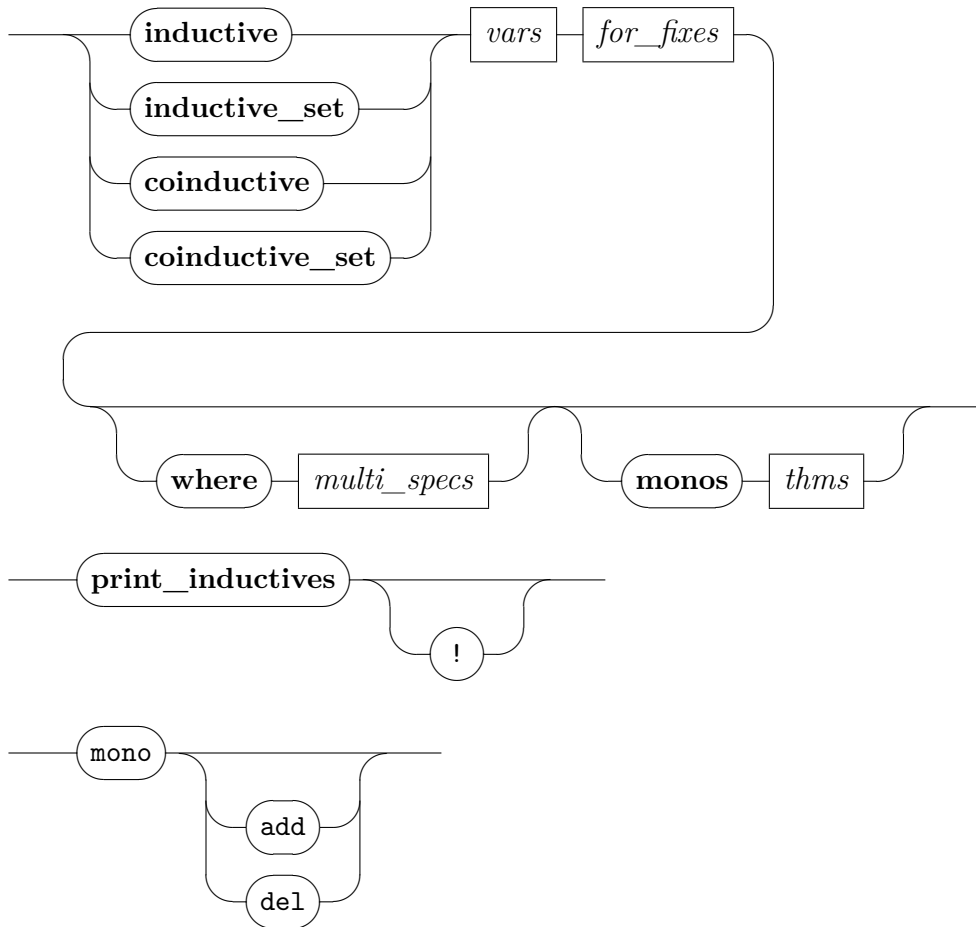 inductive vars for_fixes
inductive_set
coinductive
coinductive_set
where multi_specs monos thms
print_inductives
!
mono
add
del